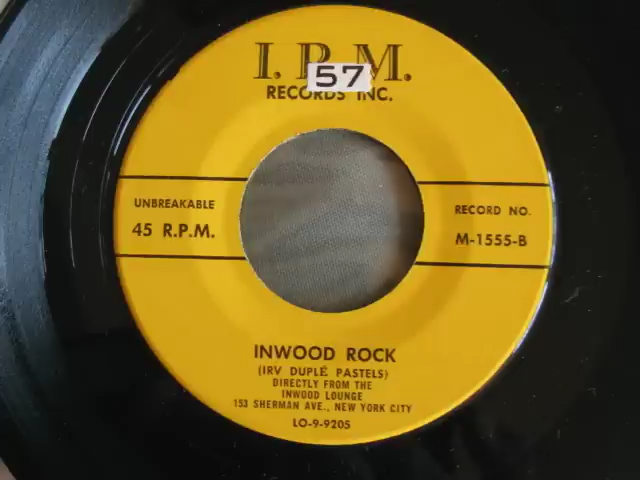 I. P. M.
57
RECORDS INC.
UNBREAKABLE
45 R.P.M.
RECORD NO.
M-1555-B
INWOOD ROCK
(IRV DUPLÉ PASTELS)
DIRECTLY FROM THE
INWOOD LOUNGE
153 SHERMAN AVE., NEW YORK CITY
LO-9-9205